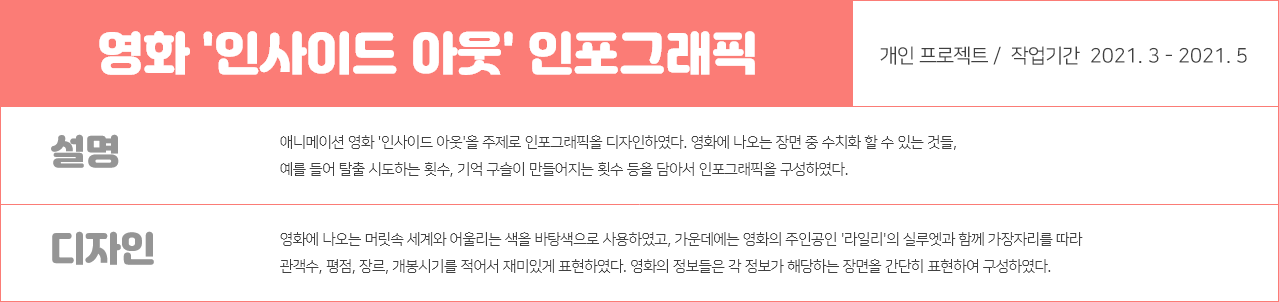 영화 '인사이드 아웃' 인포그래픽
개인 프로젝트 / 작업기간 2021. 3 - 2021. 5
설명
애니메이션 영화 '인사이드 아웃'을 주제로 인포그래픽을 디자인하였다. 영화에 나오는 장면 중 수치화 할 수 있는 것들,
예를 들어 탈출 시도하는 횟수, 기억 구슬이 만들어지는 횟수 등을 담아서 인포그래픽을 구성하였다.
디자인
영화에 나오는 머릿속 세계와 어울리는 색을 바탕색으로 사용하였고, 가운데에는 영화의 주인공인 '라일리'의 실루엣과 함께 가장자리를 따라
관객수, 평점, 장르, 개봉시기를 적어서 재미있게 표현하였다. 영화의 정보들은 각 정보가 해당하는 장면을 간단히 표현하여 구성하였다.